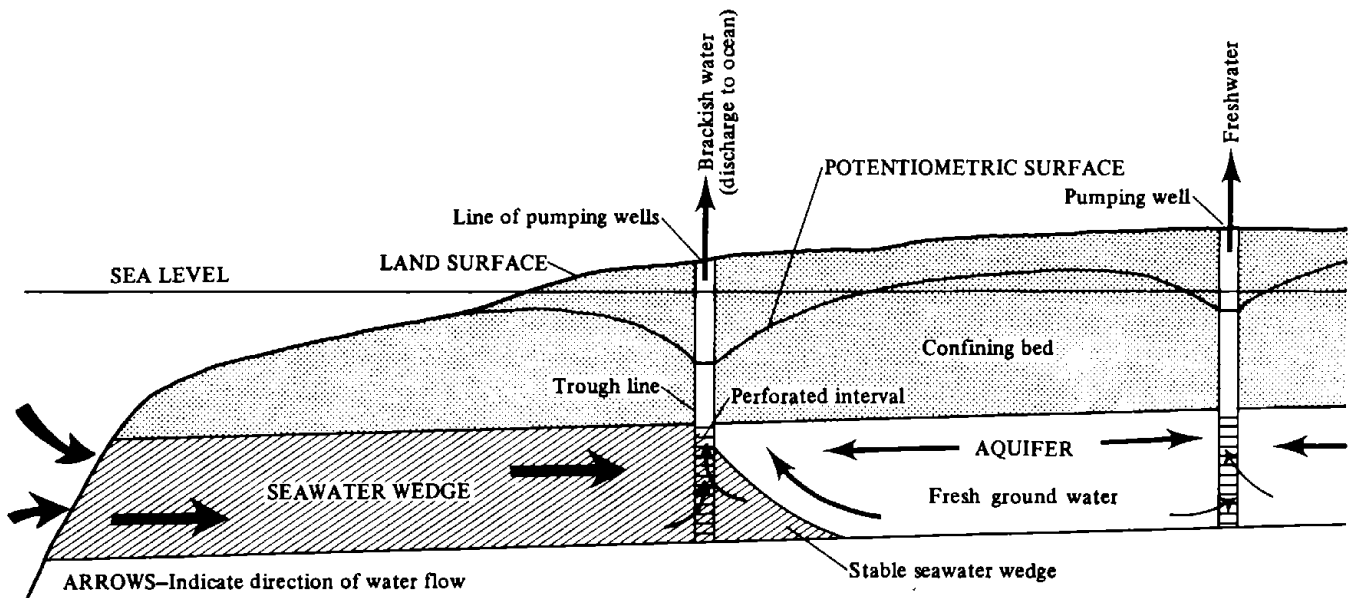 Brackish water
(discharge to ocean)
Freshwater
POTENTIOMETRIC SURFACE
Pumping well
Line of pumping wells
LAND SURFACE
SEA LEVEL
Confining bed
Trough line
Perforated interval
AQUIFER
SEAWATER WEDGE
Fresh ground water
Stable seawater wedge
ARROWS–Indicate direction of water flow